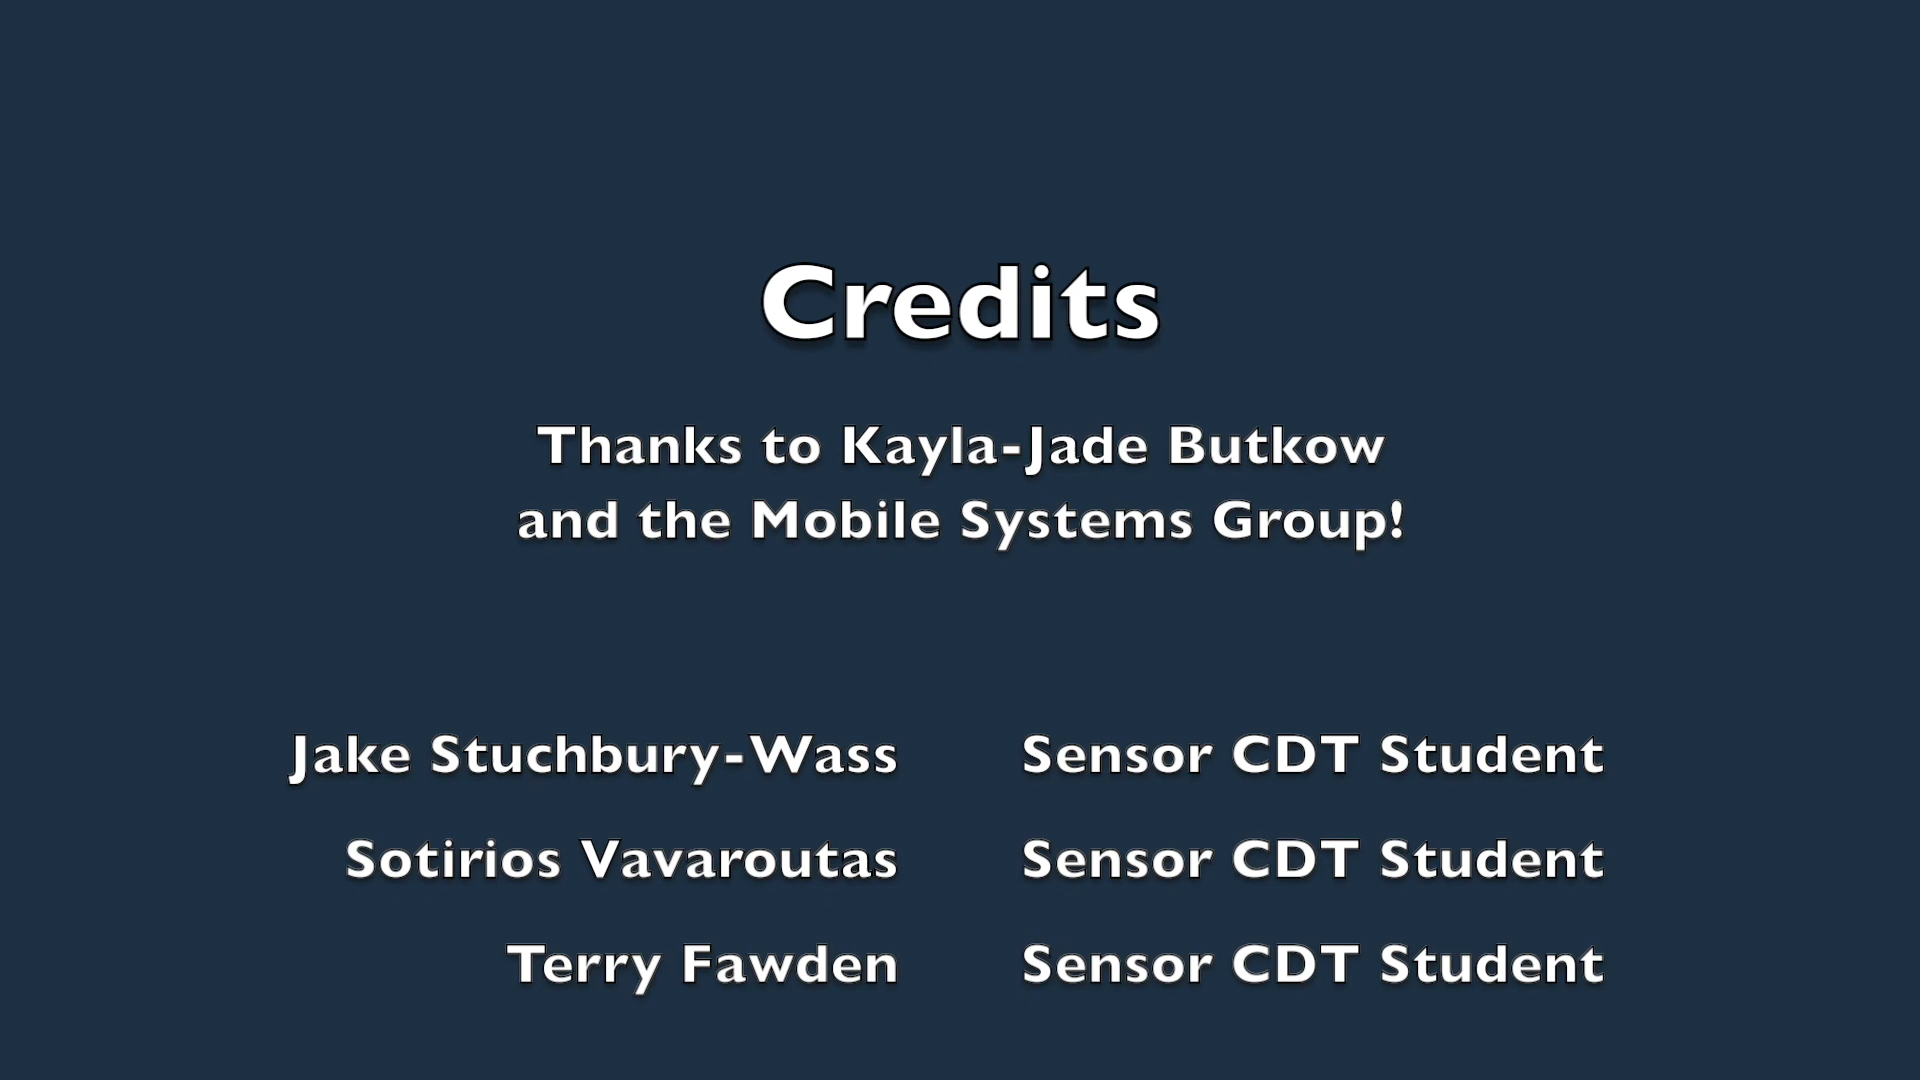 Credits
Thanks to Kayla-Jade Butkow
and the Mobile Systems Group!
Jake Stuchbury-Wass Sensor CDT Student
Sotirios Vavaroutas Sensor CDT Student
Terry Fawden Sensor CDT Student